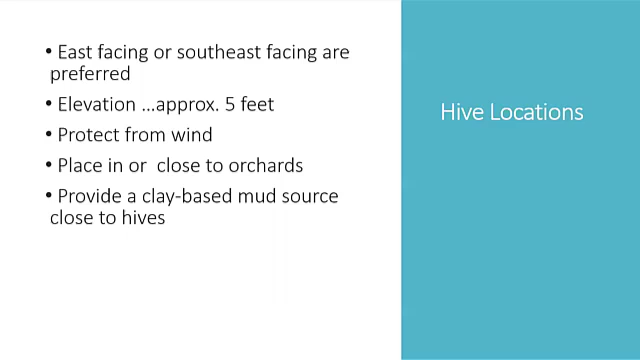 • East facing or southeast facing are
preferred
• Elevation …approx. 5 feet
• Protect from wind
• Place in or  close to orchards
• Provide a clay-based mud source
close to hives
Hive Locations